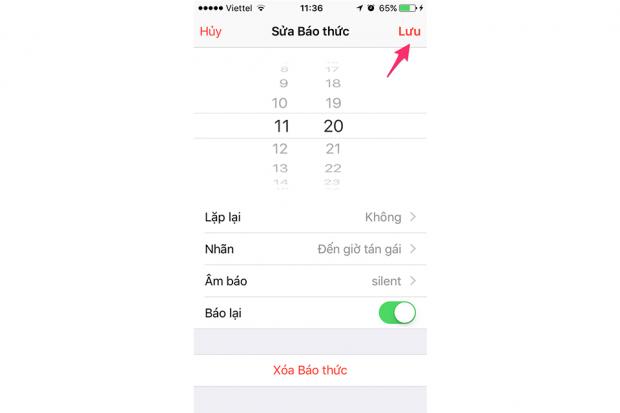 Viettel 11:36 65%
Hủy Sửa Báo thức Lưu
8 17
9 18
10 19
11 20
12 21
13 22
14 23
Lặp lại Không
Nhãn Đến giờ tán gái
Âm báo silent
Báo lại
Xóa Báo thức